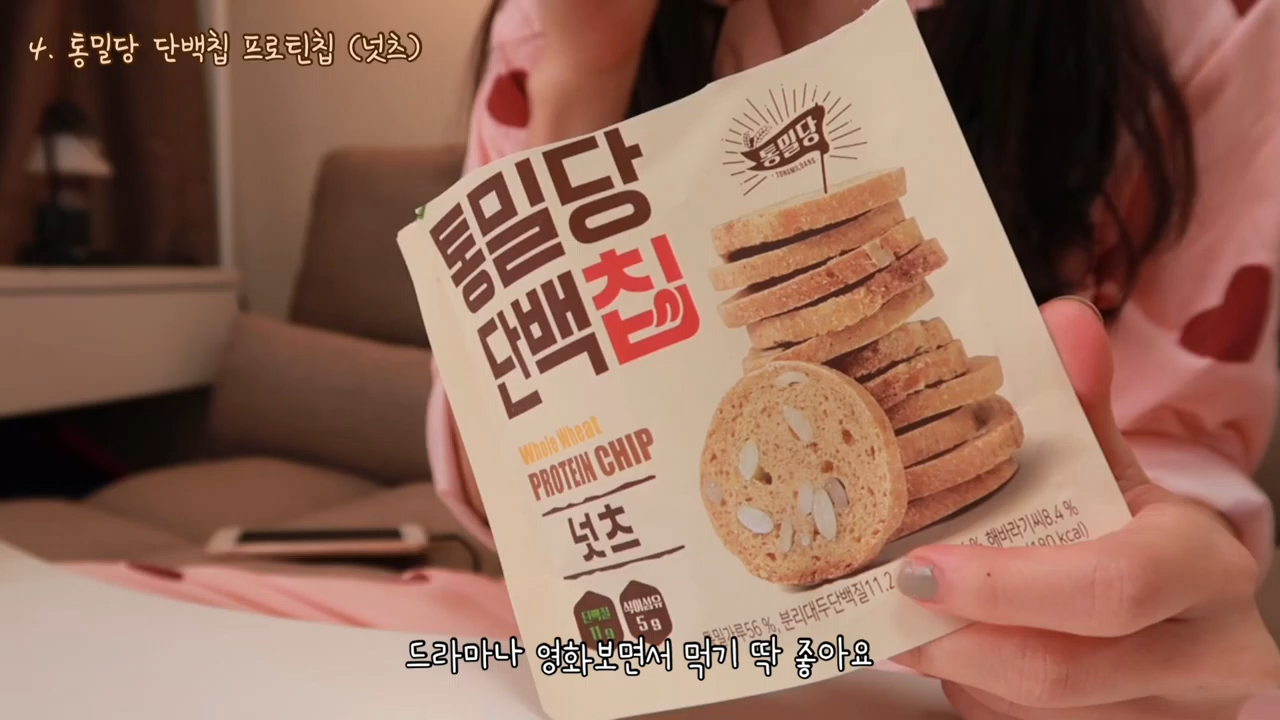 4. 통밀당 단백칩 프로틴칩 (넛츠)
통밀당
TONGMILDANG
통밀당
단백칩
Whole Wheat
PROTEIN CHIP
넛츠
단백질 식이섬유
11g 5g
% 해바라기씨8.4%
(180 kcal)
통밀가루56 %, 분리대두단백질11.2
드라마나 영화보면서 먹기 딱 좋아요